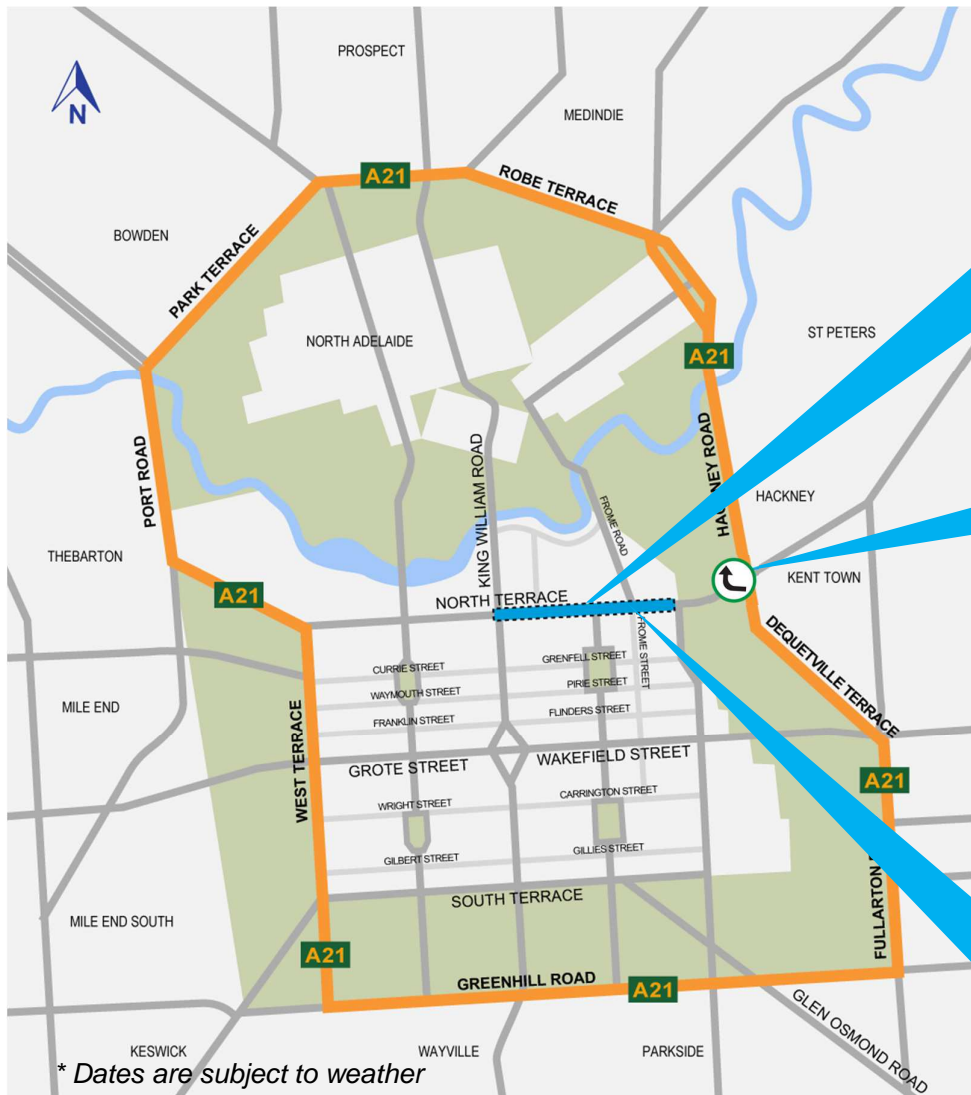 PROSPECT
N
MEDINDIE
A21
ROBE TERRACE
BOWDEN
PARK TERRACE
NORTH ADELAIDE
ST PETERS
A21
PORT ROAD
KING WILLIAM ROAD
HACKNEY ROAD
HACKNEY
FROME ROAD
THEBARTON
KENT TOWN
A21
NORTH TERRACE
FROME STREET
DEQUETVILLE TERRACE
CURRIE STREET
GRENFELL STREET
WAYMOUTH STREET
PIRIE STREET
MILE END
FRANKLIN STREET
FLINDERS STREET
WEST TERRACE
GROTE STREET
WAKEFIELD STREET
A21
WRIGHT STREET
CARRINGTON STREET
GILBERT STREET
GILLIES STREET
SOUTH TERRACE
MILE END SOUTH
FULLARTON
A21
GREENHILL ROAD
A21
GLEN OSMOND ROAD
KESWICK
WAYVILLE
PARKSIDE
* Dates are subject to weather